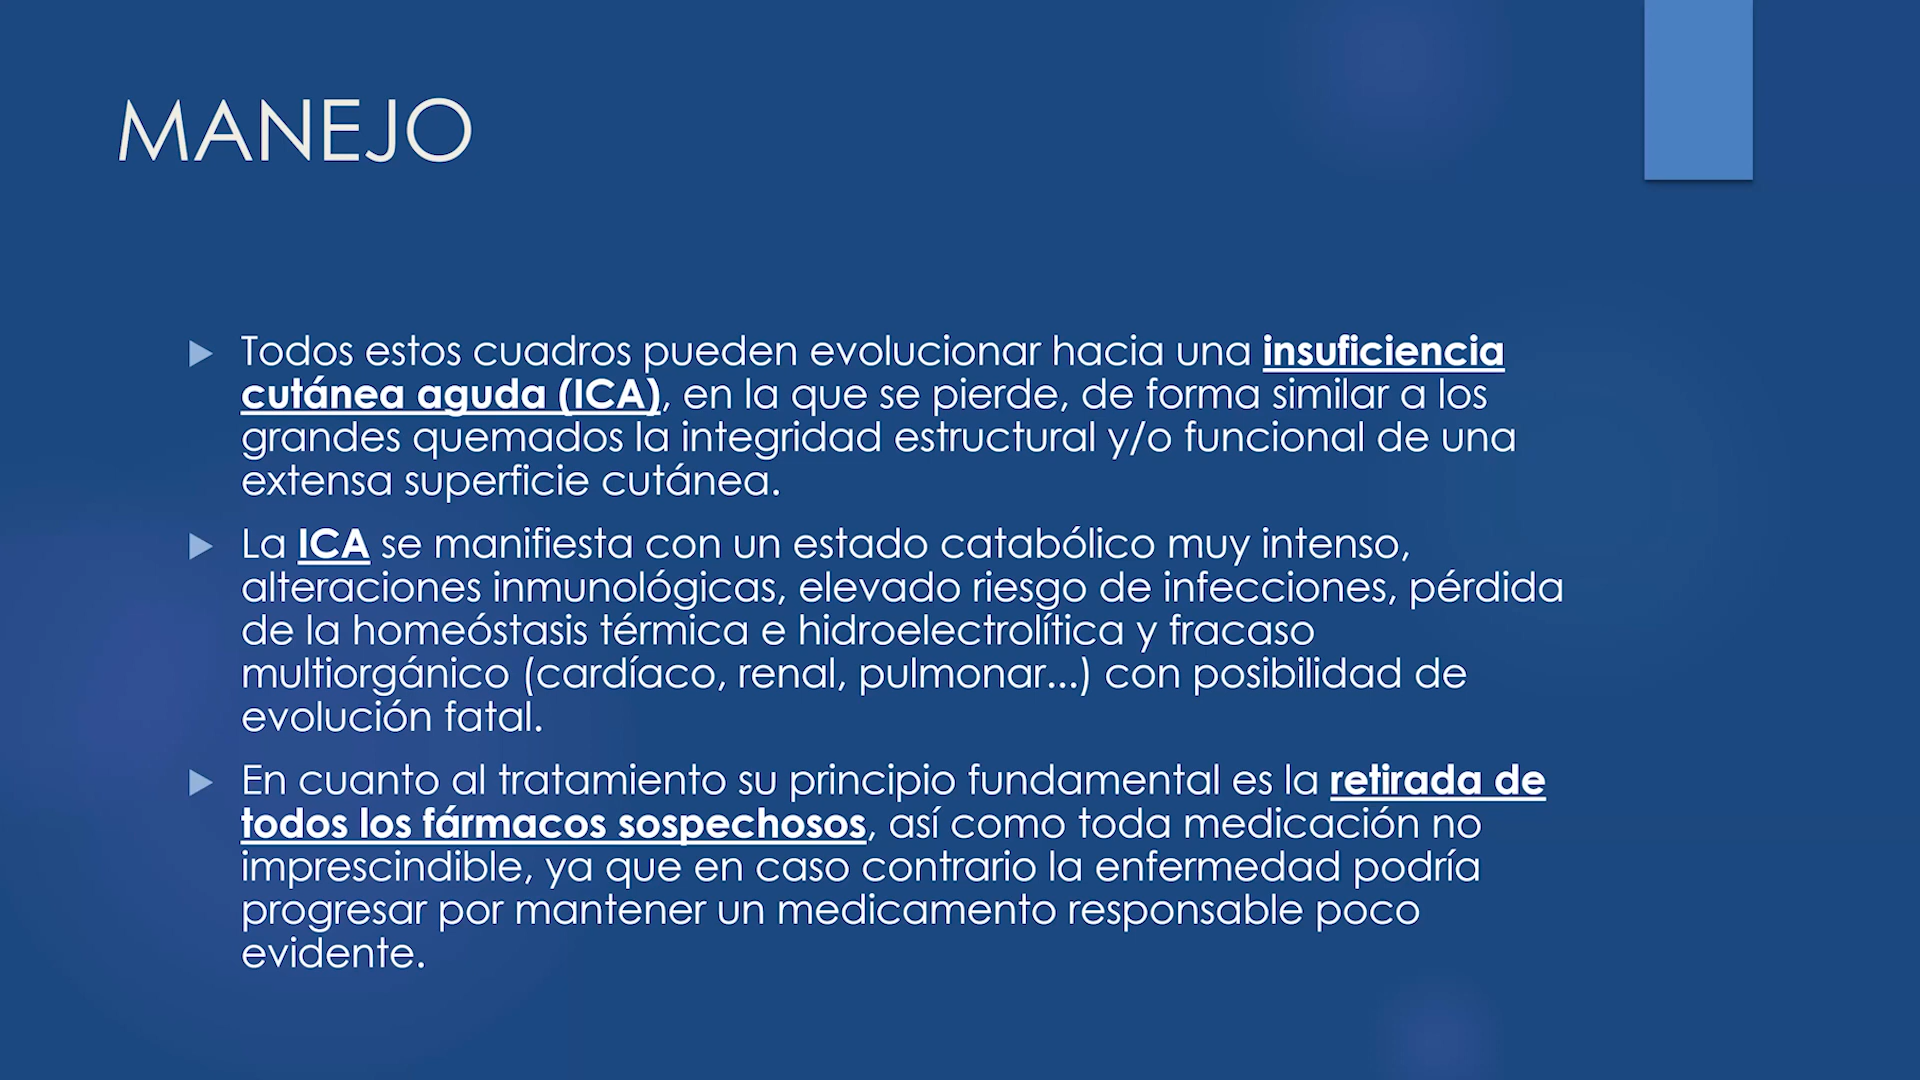 MANEJO
Todos estos cuadros pueden evolucionar hacia una insuficiencia
cutánea aguda (ICA), en la que se pierde, de forma similar a los
grandes quemados la integridad estructural y/o funcional de una
extensa superficie cutánea.
La ICA se manifiesta con un estado catabólico muy intenso,
alteraciones inmunológicas, elevado riesgo de infecciones, pérdida
de la homeóstasis térmica e hidroelectrolítica y fracaso
multiorgánico (cardíaco, renal, pulmonar...) con posibilidad de
evolución fatal.
En cuanto al tratamiento su principio fundamental es la retirada de
todos los fármacos sospechosos, así como toda medicación no
imprescindible, ya que en caso contrario la enfermedad podría
progresar por mantener un medicamento responsable poco
evidente.